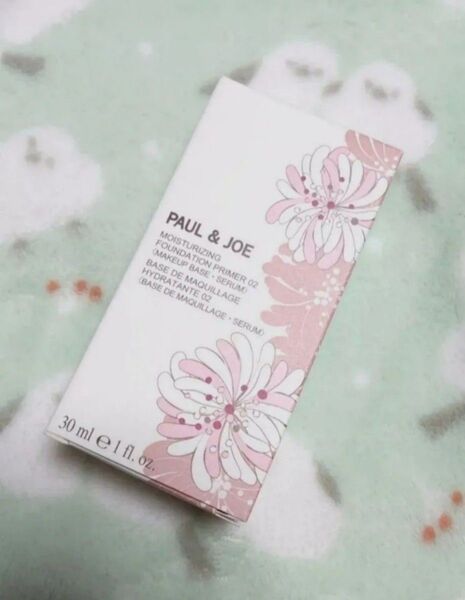 PAUL & JOE
MOISTURIZING
FOUNDATION PRIMER 02
(MAKEUP BASE・SERUM)
BASE DE MAQUILLAGE
HYDRATANTE 02
(BASE DE MAQUILLAGE・SERUM)
30 ml ℮ 1 fl. oz.